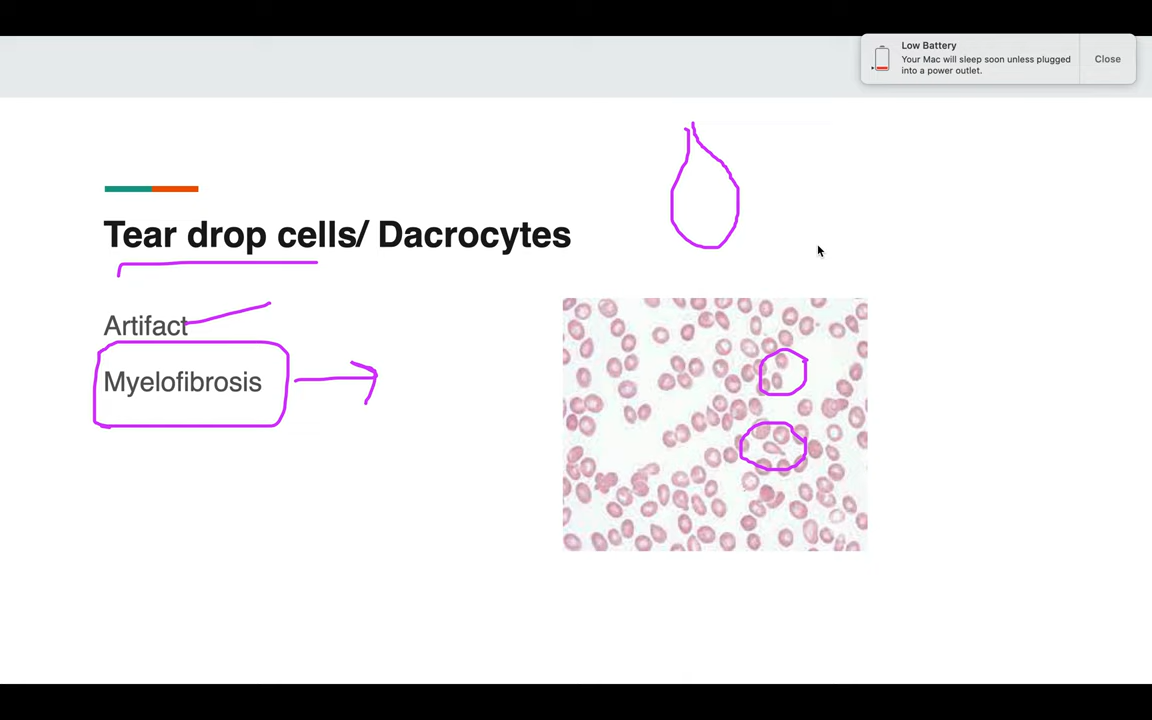 Low Battery
Your Mac will sleep soon unless plugged
into a power outlet.
Close
Tear drop cells/ Dacrocytes
Artifact
Myelofibrosis